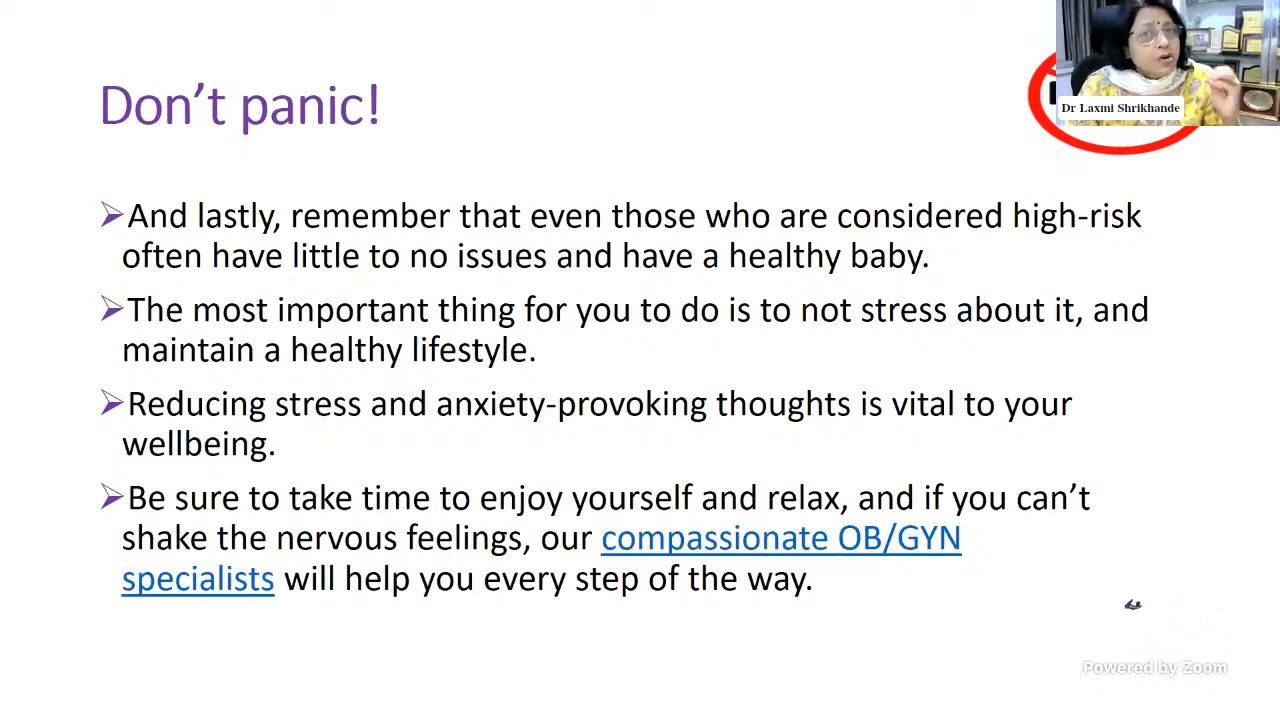 Don't panic!
Dr Laxmi Shrikhande
➢And lastly, remember that even those who are considered high-risk
often have little to no issues and have a healthy baby.
➢The most important thing for you to do is to not stress about it, and
maintain a healthy lifestyle.
➢Reducing stress and anxiety-provoking thoughts is vital to your
wellbeing.
➢Be sure to take time to enjoy yourself and relax, and if you can't
shake the nervous feelings, our compassionate OB/GYN
specialists will help you every step of the way.
Powered by Zoom